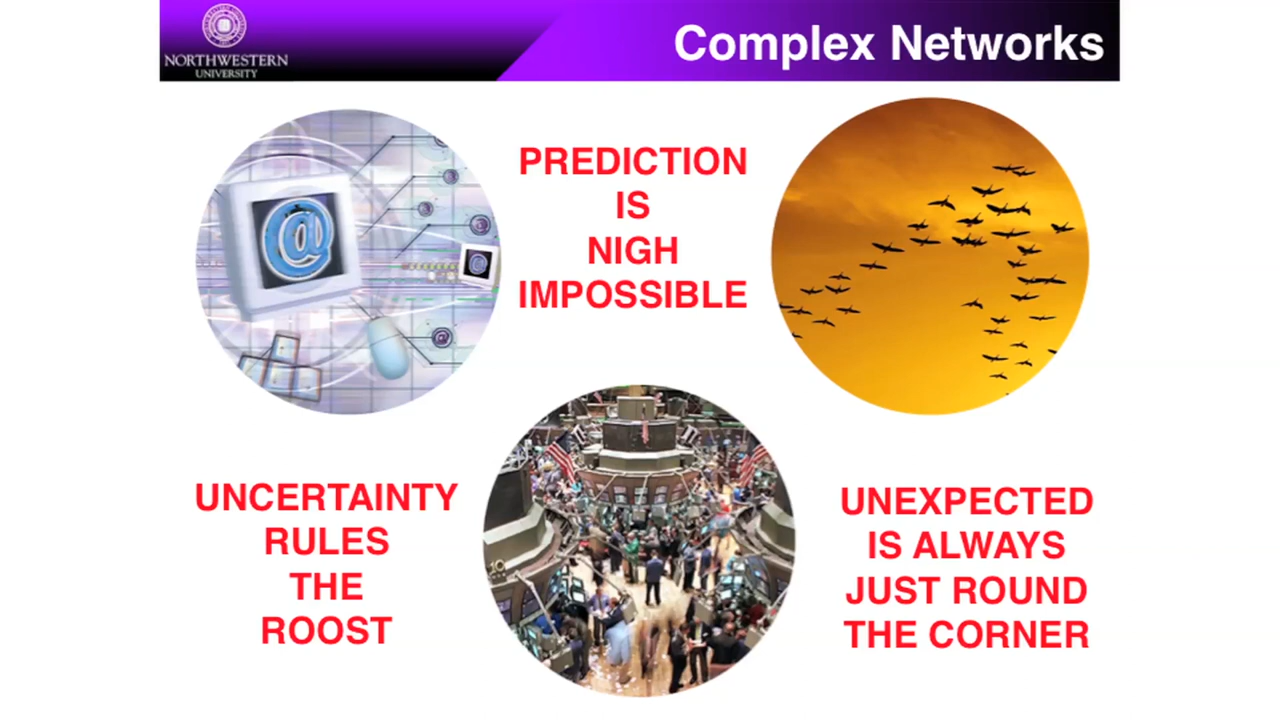 NORTHWESTERN
UNIVERSITY
Complex Networks
@
@
PREDICTION
IS
NIGH
IMPOSSIBLE
UNCERTAINTY
RULES
THE
ROOST
10
UNEXPECTED
IS ALWAYS
JUST ROUND
THE CORNER